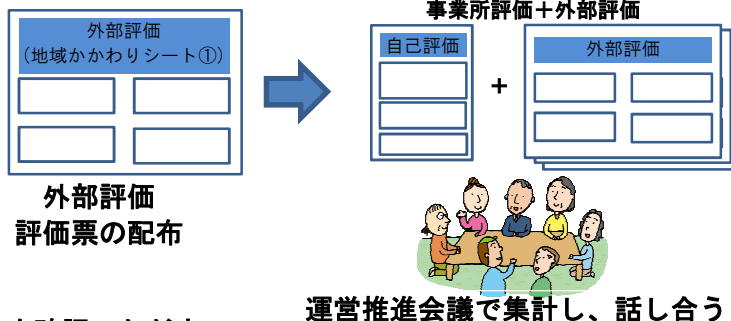 外部評価
(地域かかわりシート①)
外部評価
評価票の配布
事業所評価＋外部評価
自己評価
+
外部評価
運営推進会議で集計し、話し合う